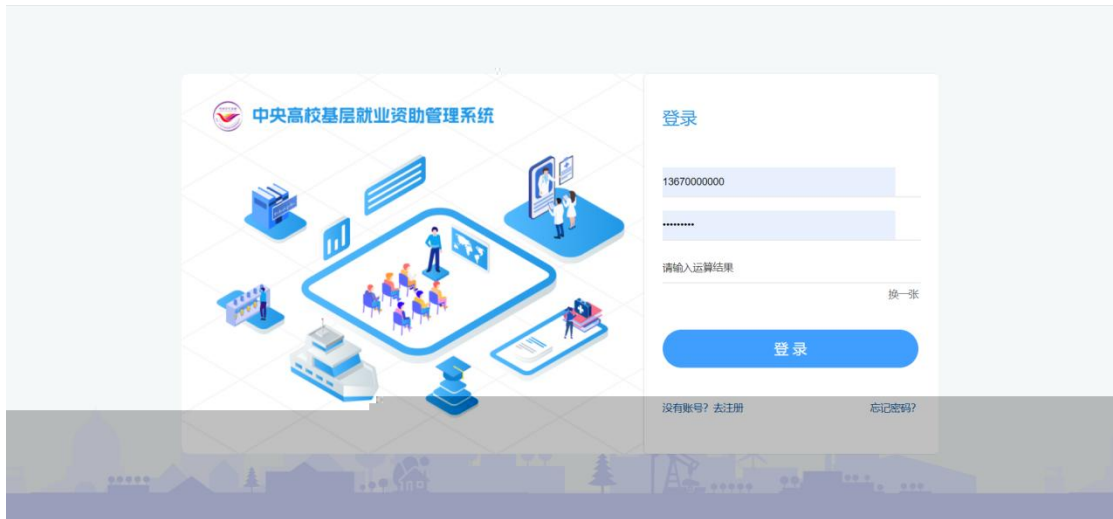 中央高校基层就业资助管理系统
登录
13670000000
•••••••••
请输入运算结果
换一张
登录
没有账号？去注册
忘记密码？